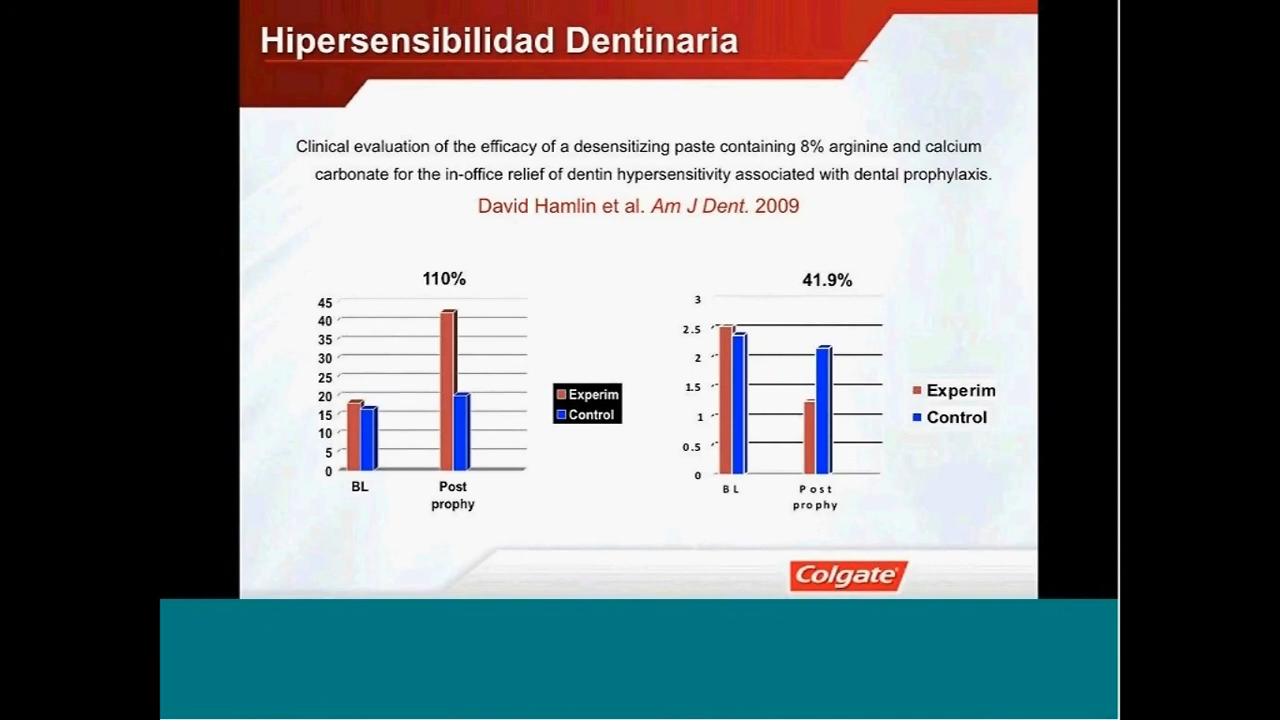 Hipersensibilidad Dentinaria
Clinical evaluation of the efficacy of a desensitizing paste containing 8% arginine and calcium
carbonate for the in-office relief of dentin hypersensitivity associated with dental prophylaxis.
David Hamlin et al. Am J Dent. 2009
110%
45
40
35
30
25
20
15
10
5
0
BL
Post
prophy
Experim
Control
41.9%
3
2.5
2
1.5
1
0.5
0
BL
Post
prophy
Experim
Control
Colgate